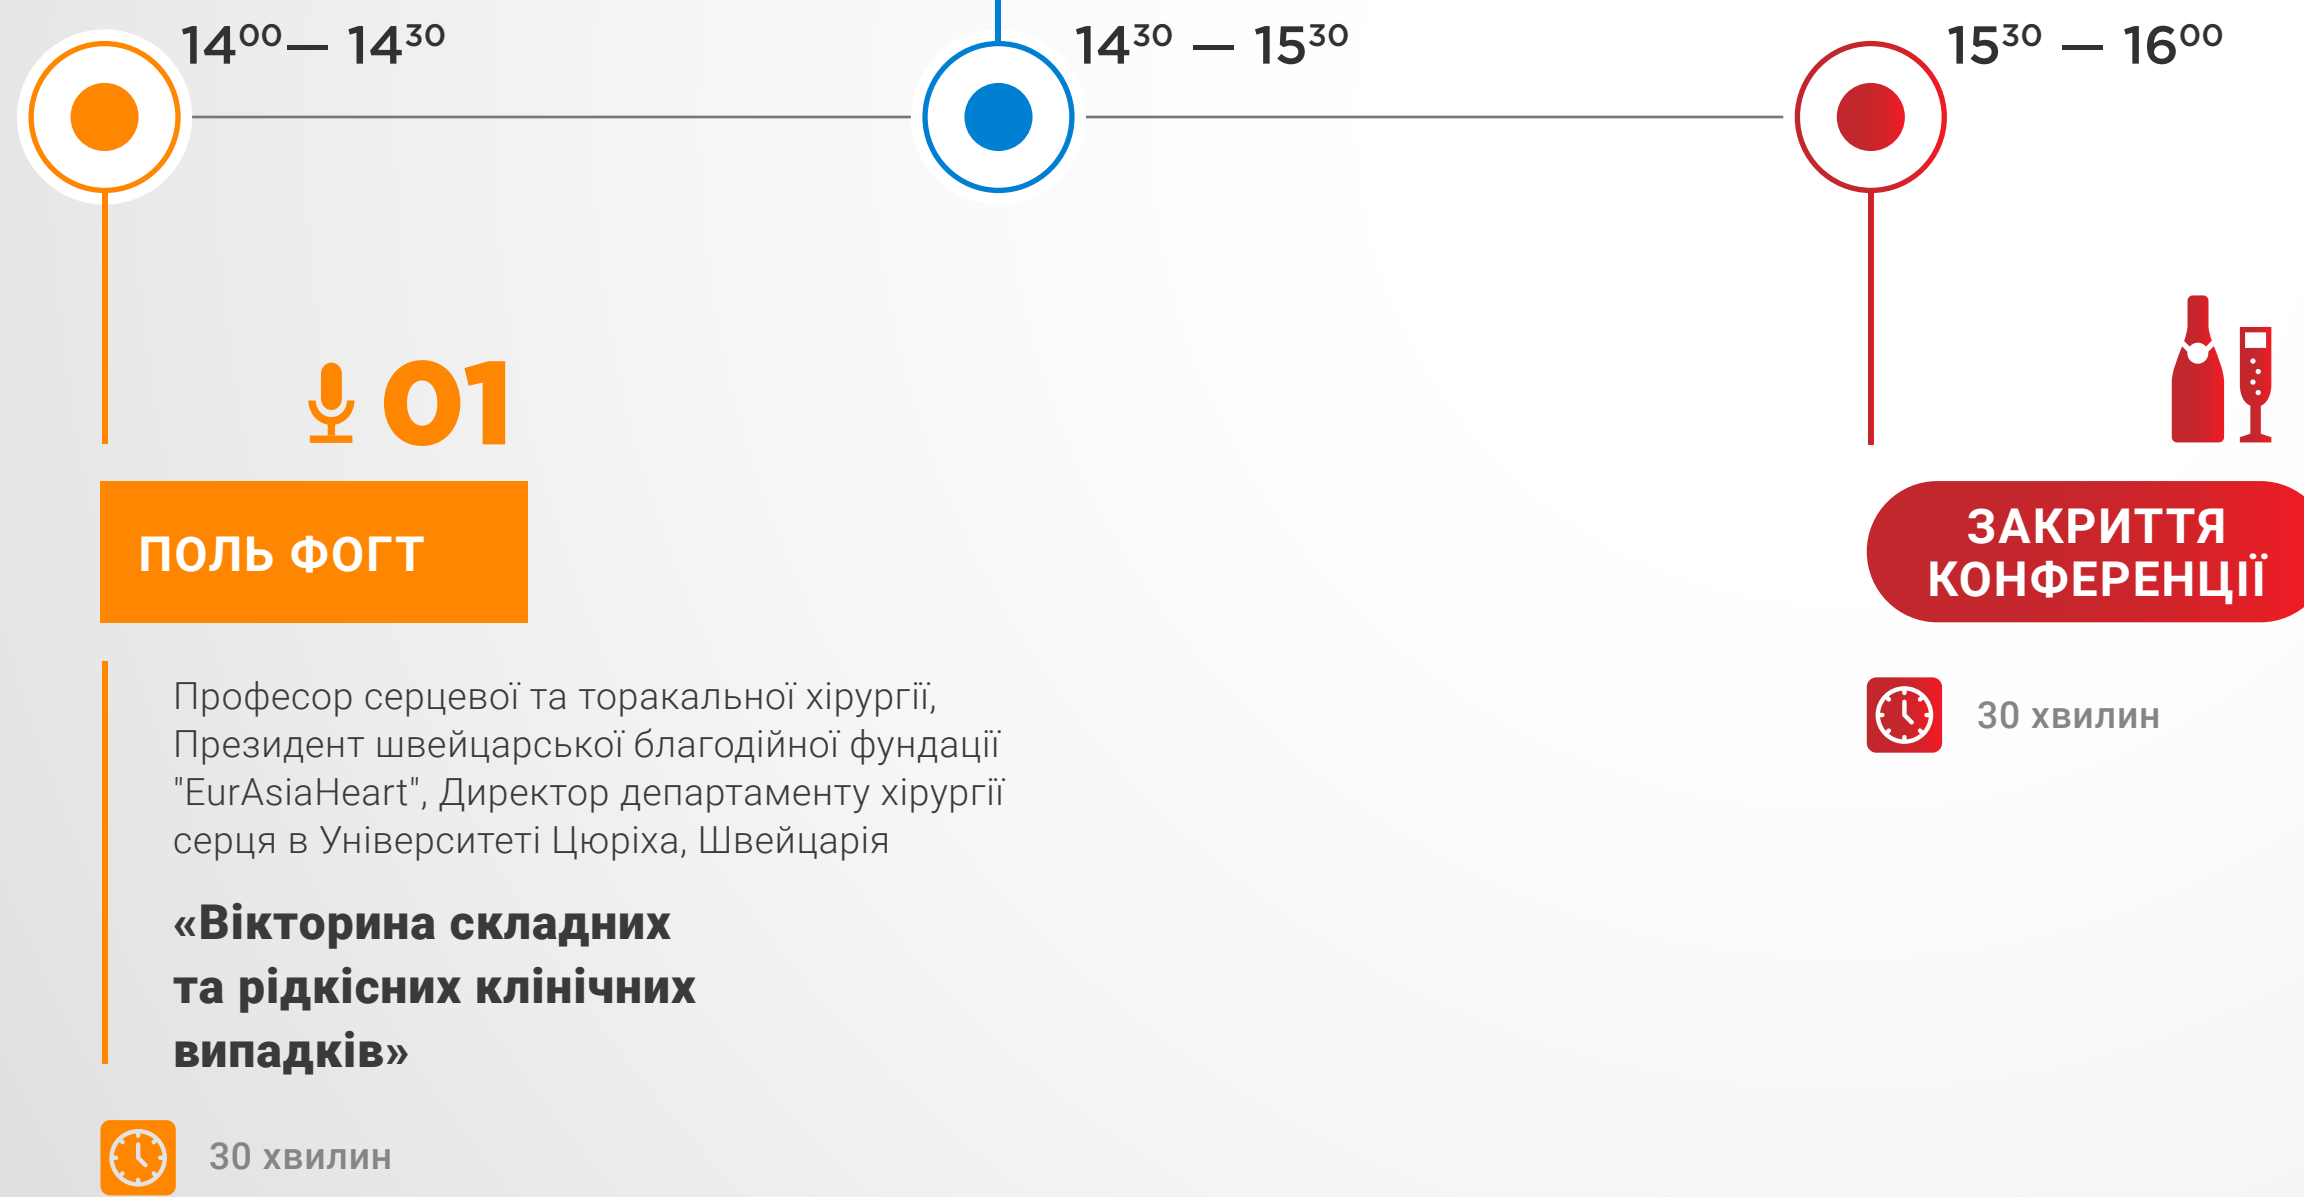 14⁰⁰— 14³⁰
14³⁰ — 15³⁰
15³⁰ — 16⁰⁰
01
ПОЛЬ ФОГТ
Професор серцевої та торакальної хірургії,
Президент швейцарської благодійної фундації
"EurAsiaHeart", Директор департаменту хірургії
серця в Університеті Цюріха, Швейцарія
«Вікторина складних
та рідкісних клінічних
випадків»
30 хвилин
ЗАКРИТТЯ
КОНФЕРЕНЦІЇ
30 хвилин